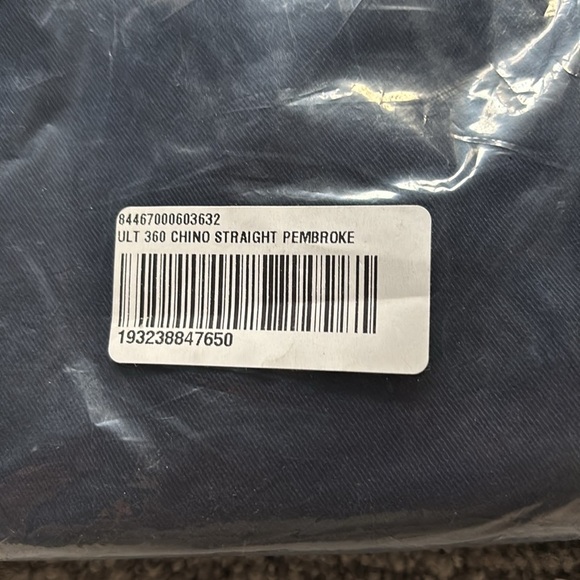 84467000603632
ULT 360 CHINO STRAIGHT PEMBROKE
193238847650